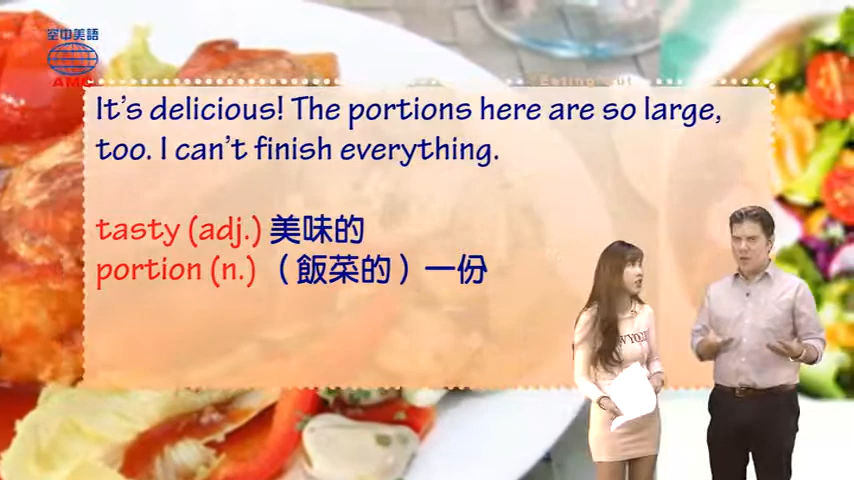 空中美語
AMC
Eating Out
It's delicious! The portions here are so large,
too. I can't finish everything.
tasty (adj.) 美味的
portion (n.) （飯菜的）一份